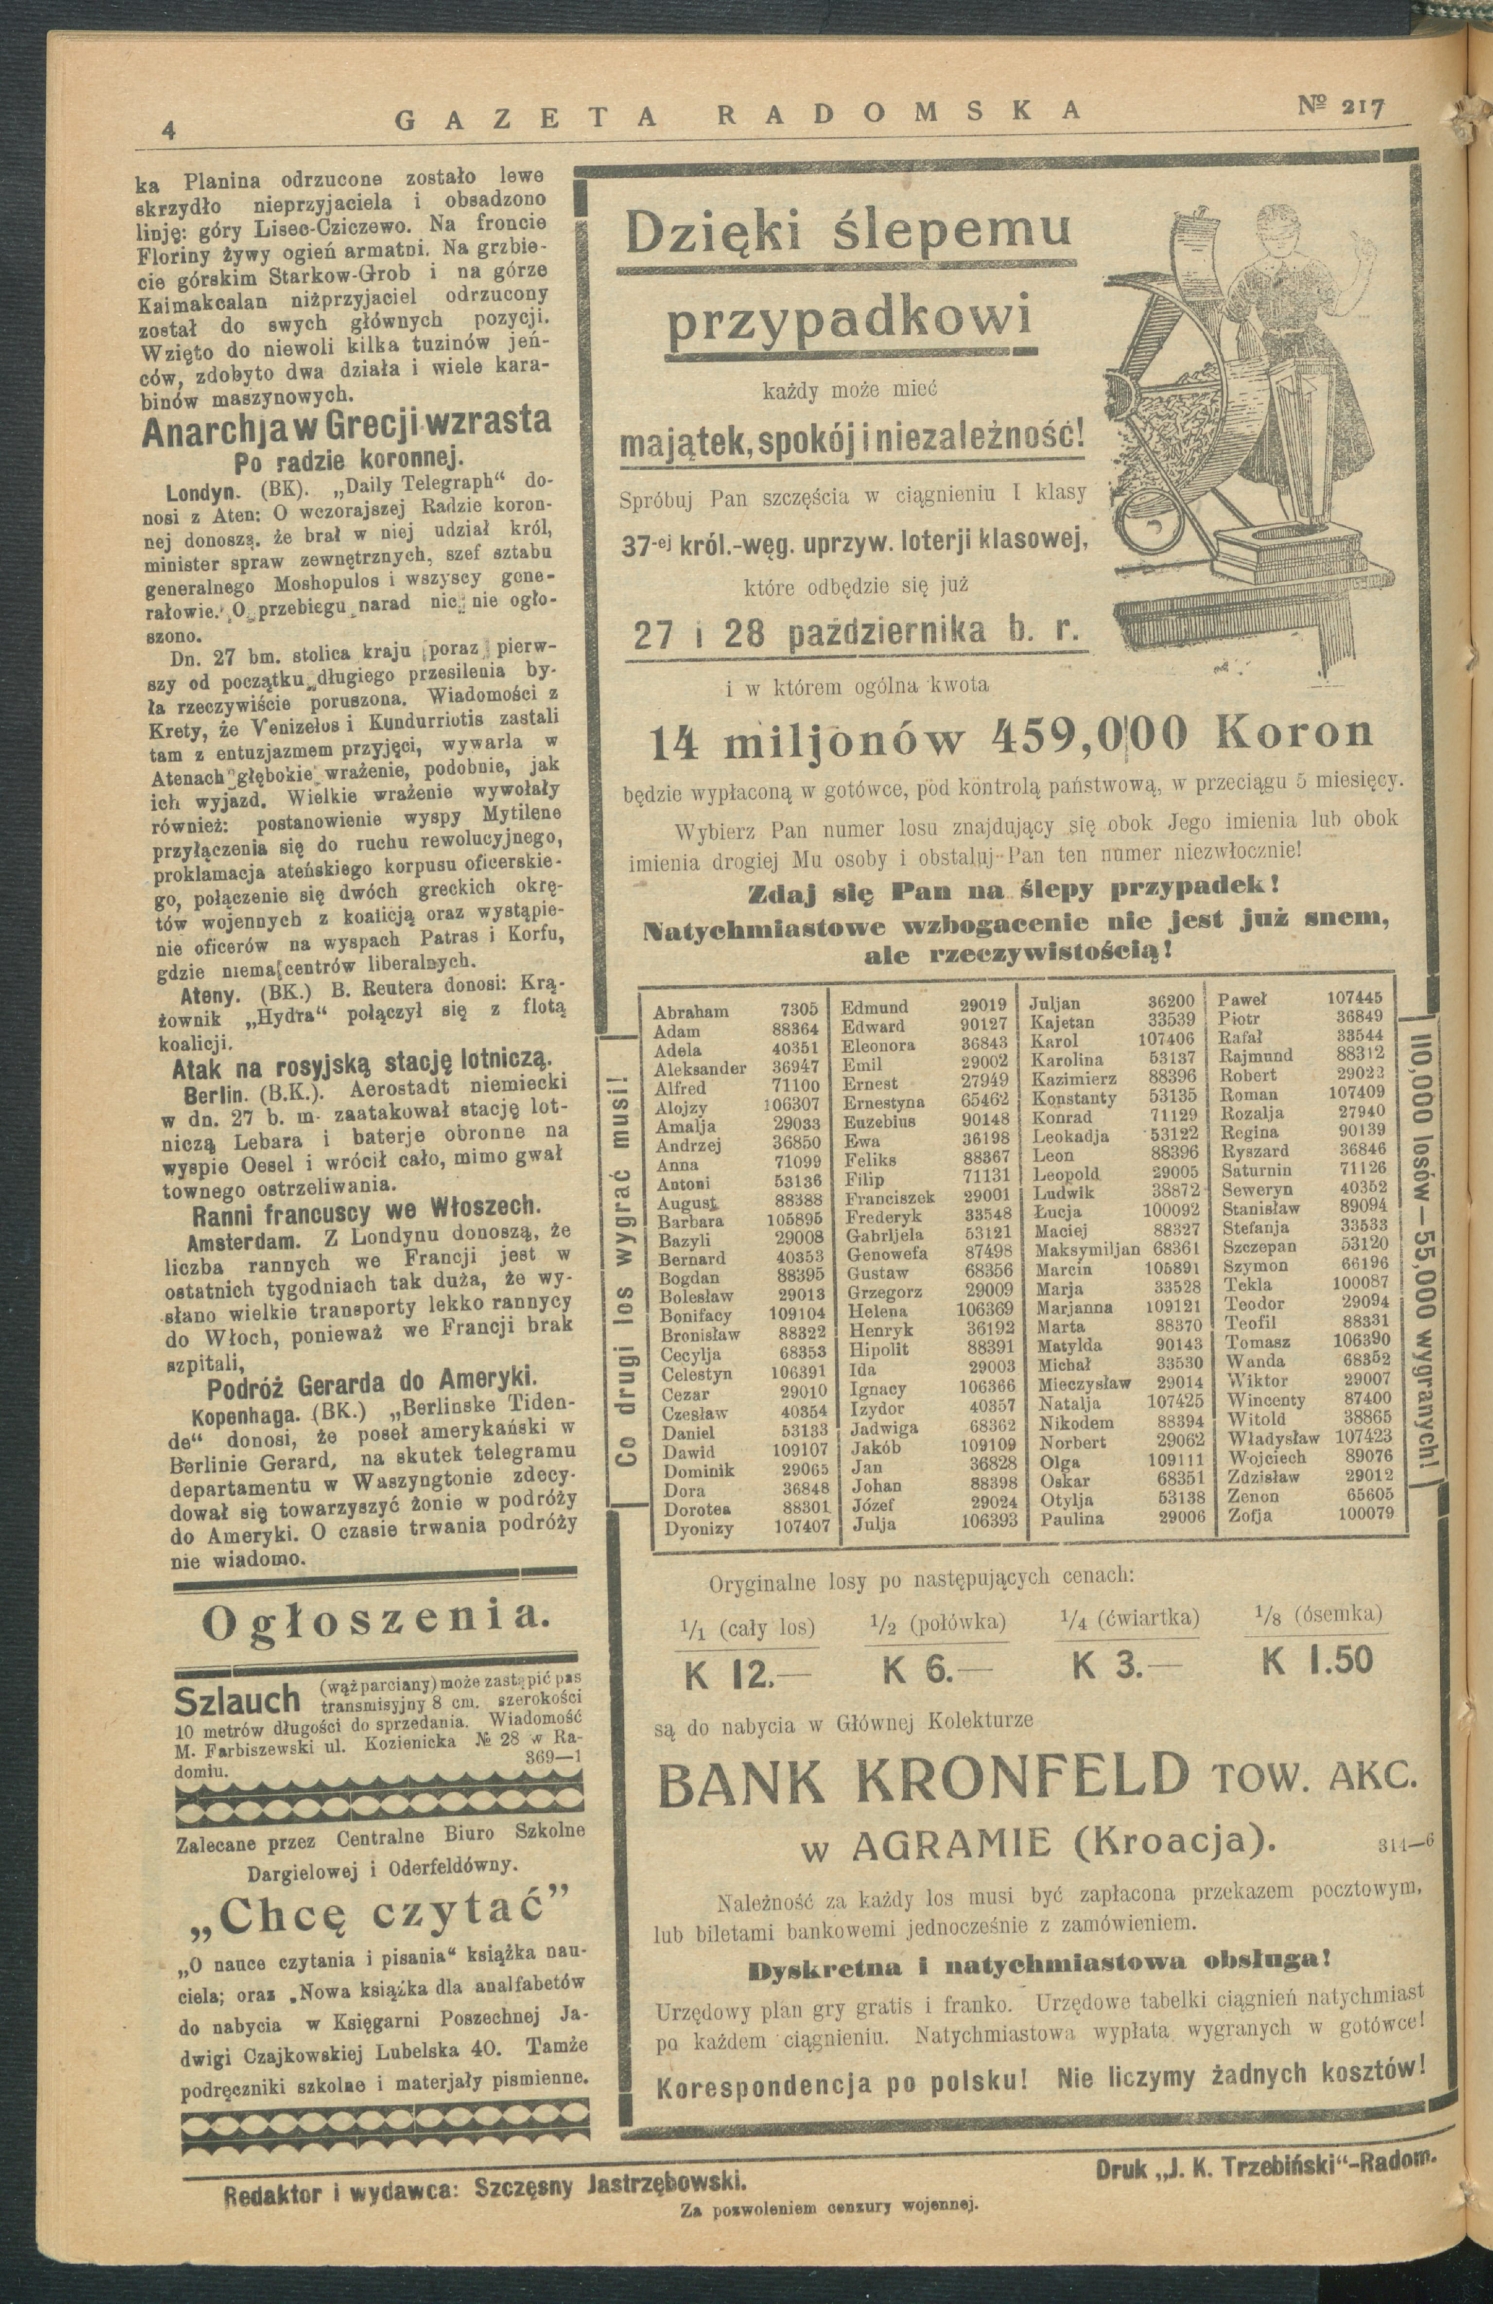 4
GAZETA RADOMSKA
№ 217
ka Planina odrzucone zostało lewe
skrzydło nieprzyjaciela i obsadzono
linję: góry Lisec-Cziczewo. Na froncie
Floriny żywy ogień armatni. Na grzbie-
cie górskim Starkow-Grob i na górze
Kaimakcalan niżprzyjaciel odrzucony
został do swych głównych pozycji.
Wzięto do niewoli kilka tuzinów jeń-
ców, zdobyto dwa działa i wiele kara-
binów maszynowych.
Anarchja w Grecji wzrasta
Po radzie koronnej.
Londyn. (BK). „Daily Telegraph“ do-
nosi z Aten: O wczorajszej Radzie koron-
nej donoszą, że brał w niej udział król,
minister spraw zewnętrznych, szef sztabu
generalnego Moshopulos i wszyscy gene-
rałowie. O przebiegu narad nic nie ogło-
szono.
Dn. 27 bm. stolica kraju poraz pierw-
szy od początku długiego przesilenia by-
ła rzeczywiście poruszona. Wiadomości z
Krety, że Venizelos i Kundurriotis zastali
tam z entuzjazmem przyjęci, wywarła w
Atenach głębokie wrażenie, podobnie, jak
ich wyjazd. Wielkie wrażenie wywołały
również: postanowienie wyspy Mytilene
przyłączenia się do ruchu rewolucyjnego,
proklamacja ateńskiego korpusu oficerskie-
go, połączenie się dwóch greckich okrę-
tów wojennych z koalicją oraz wystąpie-
nie oficerów na wyspach Patras i Korfu,
gdzie niema centrów liberalnych.
Ateny. (BK.) B. Reutera donosi: Krą-
żownik „Hydra“ połączył się z flotą
koalicji.
Atak na rosyjską stację lotniczą.
Berlin. (B.K.). Aerostadt niemiecki
w dn. 27 b. m. zaatakował stację lot-
niczą Lebara i baterje obronne na
wyspie Oesel i wrócił cało, mimo gwał
townego ostrzeliwania.
Ranni francuscy we Włoszech.
Amsterdam. Z Londynu donoszą, że
liczba rannych we Francji jest w
ostatnich tygodniach tak duża, że wy-
słano wielkie transporty lekko rannycy
do Włoch, ponieważ we Francji brak
szpitali,
Podróż Gerarda do Ameryki.
Kopenhaga. (BK.) „Berlinske Tiden-
de“ donosi, że poseł amerykański w
Berlinie Gerard, na skutek telegramu
departamentu w Waszyngtonie zdecy-
dował się towarzyszyć żonie w podróży
do Ameryki. O czasie trwania podróży
nie wiadomo.
Ogłoszenia.
Szlauch (wąż parciany) może zastąpić pas
transmisyjny 8 cm. szerokości
10 metrów długości do sprzedania. Wiadomość
M. Farbiszewski ul. Kozienicka № 28 w Ra-
domiu. 369—1
Zalecane przez Centralne Biuro Szkolne
Dargielowej i Oderfeldówny.
„Chcę czytać”
„O nauce czytania i pisania“ książka nau-
ciela; oraz „Nowa książka dla analfabetów
do nabycia w Księgarni Poszechnej Ja-
dwigi Czajkowskiej Lubelska 40. Tamże
podręczniki szkolne i materjały pismienne.
Dzięki ślepemu
przypadkowi
każdy może mieć
majątek, spokój i niezależność!
Spróbuj Pan szczęścia w ciągnieniu I klasy
37-ej król.-węg. uprzyw. loterji klasowej,
które odbędzie się już
27 i 28 października b. r.
i w którem ogólna kwota
14 miljonów 459,000 Koron
będzie wypłaconą w gotówce, pod kontrolą państwową, w przeciągu 5 miesięcy.
Wybierz Pan numer losu znajdujący się obok Jego imienia lub obok
imienia drogiej Mu osoby i obstaluj Pan ten numer niezwłocznie!
Zdaj się Pan na ślepy przypadek!
Natychmiastowe wzbogacenie nie jest już snem,
ale rzeczywistością!
Co drugi los wygrać musi!
Abraham 7305
Adam 88364
Adela 40351
Aleksander 36947
Alfred 71100
Alojzy 106307
Amalja 29033
Andrzej 36850
Anna 71099
Antoni 53136
August 88388
Barbara 105895
Bazyli 29008
Bernard 40353
Bogdan 88395
Bolesław 29013
Bonifacy 109104
Bronisław 88322
Cecylja 68353
Celestyn 106391
Cezar 29010
Czesław 40354
Daniel 53133
Dawid 109107
Dominik 29065
Dora 36848
Dorotea 88301
Dyonizy 107407
Edmund 29019
Edward 90127
Eleonora 36843
Emil 29002
Ernest 27949
Ernestyna 65462
Euzebius 90148
Ewa 36198
Feliks 88367
Filip 71131
Franciszek 29001
Frederyk 33548
Gabrljela 53121
Genowefa 87498
Gustaw 68356
Grzegorz 29009
Helena 106369
Henryk 36192
Hipolit 88391
Ida 29003
Ignacy 106366
Izydor 40357
Jadwiga 68362
Jakób 109109
Jan 36828
Johan 88398
Józef 29024
Julja 106393
Juljan 36200
Kajetan 33539
Karol 107406
Karolina 53137
Kazimierz 88396
Konstanty 53135
Konrad 71129
Leokadja 53122
Leon 88396
Leopold 29005
Ludwik 38872
Łucja 100092
Maciej 88327
Maksymiljan 68361
Marcin 105891
Marja 33528
Marjanna 109121
Marta 88370
Matylda 90143
Michał 33530
Mieczysław 29014
Natalja 107425
Nikodem 88394
Norbert 29062
Olga 109111
Oskar 68351
Otylja 53138
Paulina 29006
Paweł 107445
Piotr 36849
Rafał 33544
Rajmund 88312
Robert 29023
Roman 107409
Rozalja 27940
Regina 90139
Ryszard 36846
Saturnin 71126
Seweryn 40352
Stanisław 89094
Stefanja 33533
Szczepan 53120
Szymon 66196
Tekla 100087
Teodor 29094
Teofil 88331
Tomasz 106390
Wanda 68352
Wiktor 29007
Wincenty 87400
Witold 38865
Władysław 107423
Wojciech 89076
Zdzisław 29012
Zenon 65605
Zofja 100079
110,000 losów — 55,000 wygranych!
Oryginalne losy po następujących cenach:
1/1 (cały los) 1/2 (połówka) 1/4 (ćwiartka) 1/8 (ósemka)
K 12.— K 6.— K 3.— K 1.50
są do nabycia w Głównej Kolekturze
BANK KRONFELD TOW. AKC.
w AGRAMIE (Kroacja). 314—6
Należność za każdy los musi być zapłacona przekazem pocztowym,
lub biletami bankowemi jednocześnie z zamówieniem.
Dyskretna i natychmiastowa obsługa!
Urzędowy plan gry gratis i franko. Urzędowe tabelki ciągnień natychmiast
po każdem ciągnieniu. Natychmiastowa wypłata wygranych w gotówce!
Korespondencja po polsku! Nie liczymy żadnych kosztów!
Redaktor i wydawca: Szczęsny Jastrzębowski.
Za pozwoleniem cenzury wojennej.
Druk „J. K. Trzebiński“-Radom.